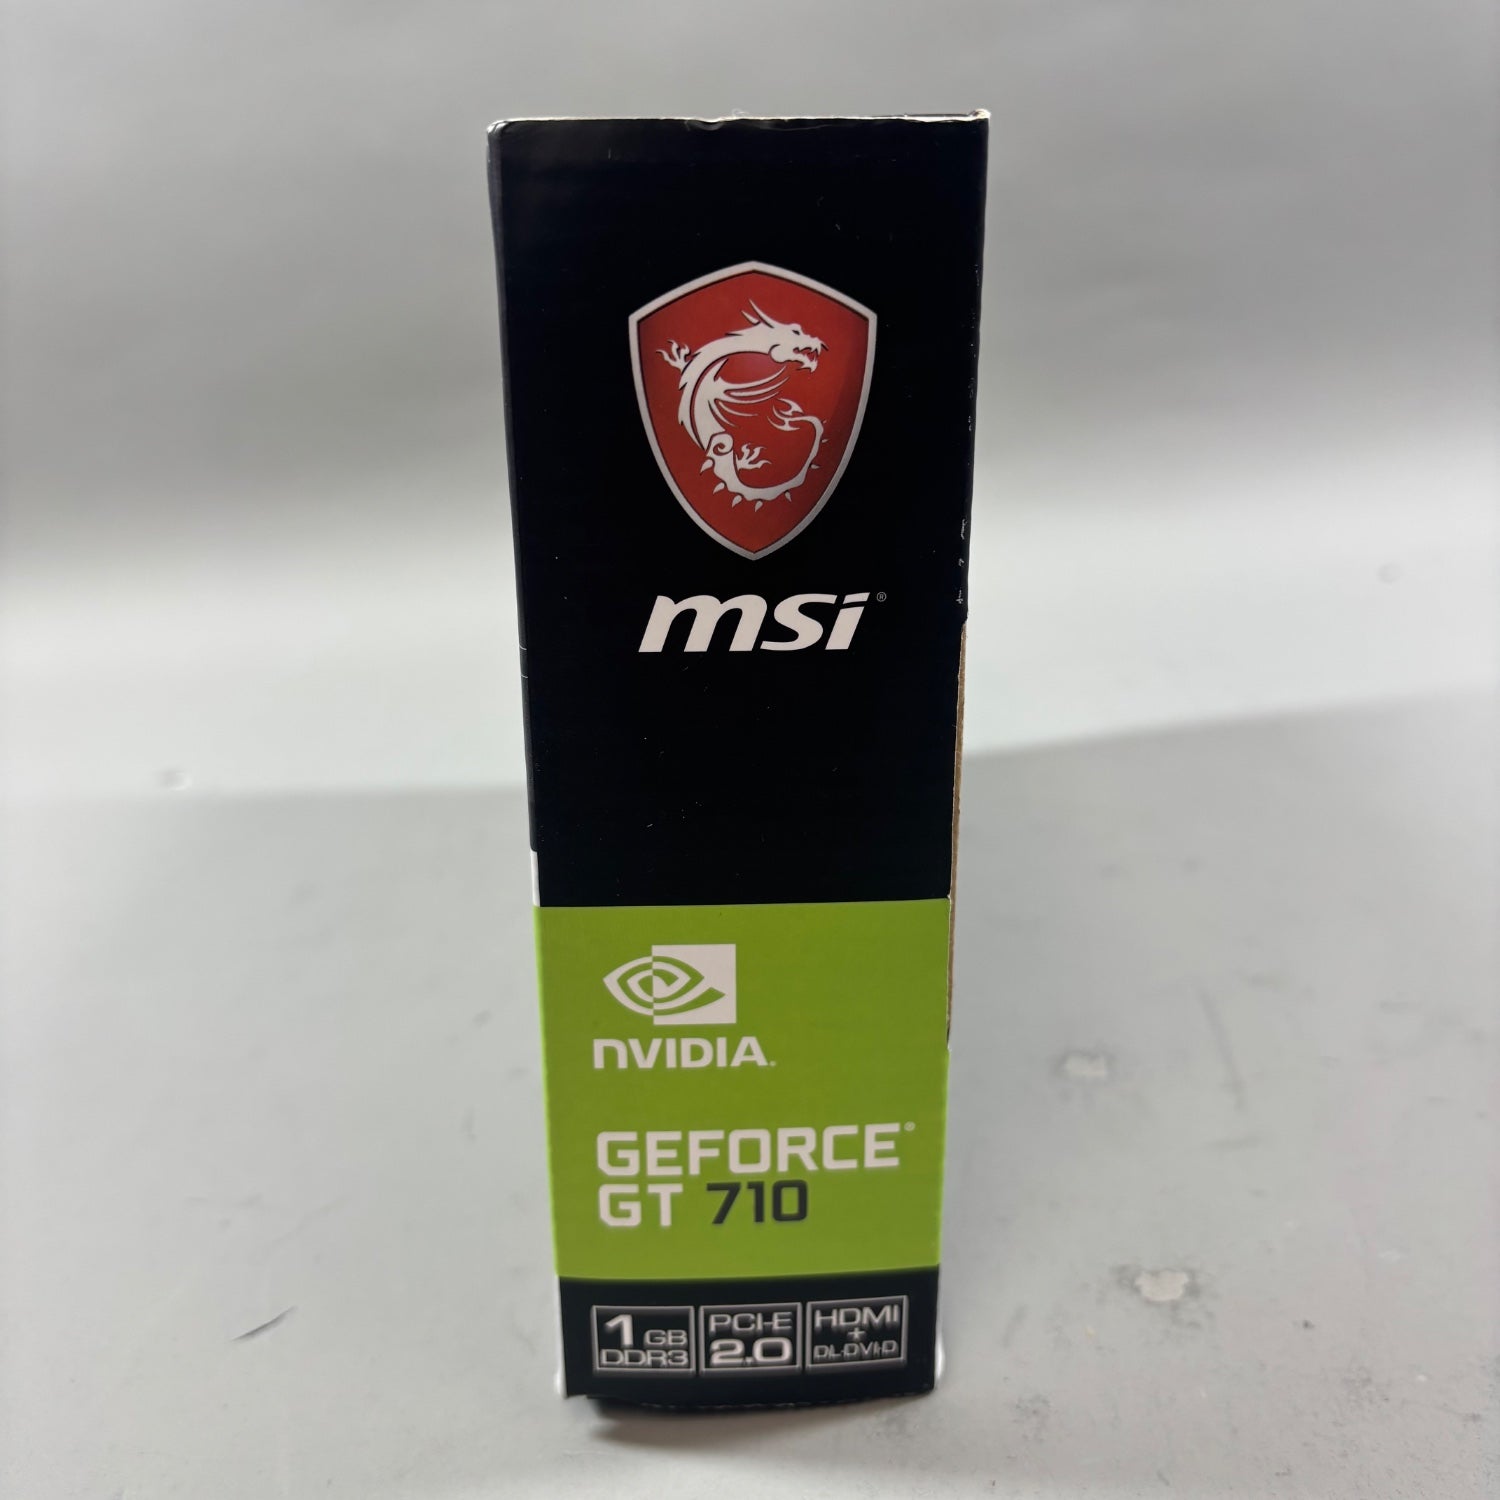 msi®
NVIDIA.
GEFORCE®
GT 710
1 GB
DDR3
PCI-E
2.0
HDMI
+
DL-DVI-D